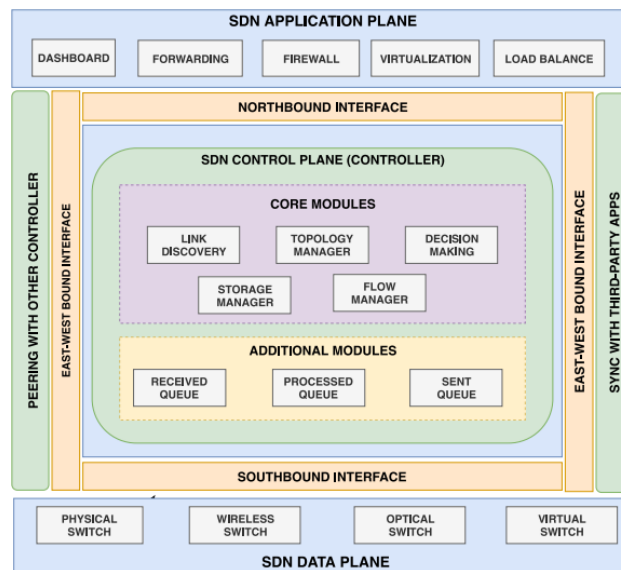 SDN APPLICATION PLANE
DASHBOARD
FORWARDING
FIREWALL
VIRTUALIZATION
LOAD BALANCE
PEERING WITH OTHER CONTROLLER
EAST-WEST BOUND INTERFACE
NORTHBOUND INTERFACE
SDN CONTROL PLANE (CONTROLLER)
CORE MODULES
LINK
DISCOVERY
TOPOLOGY
MANAGER
DECISION
MAKING
STORAGE
MANAGER
FLOW
MANAGER
ADDITIONAL MODULES
RECEIVED
QUEUE
PROCESSED
QUEUE
SENT
QUEUE
SOUTHBOUND INTERFACE
EAST-WEST BOUND INTERFACE
SYNC WITH THIRD-PARTY APPS
PHYSICAL
SWITCH
WIRELESS
SWITCH
OPTICAL
SWITCH
VIRTUAL
SWITCH
SDN DATA PLANE